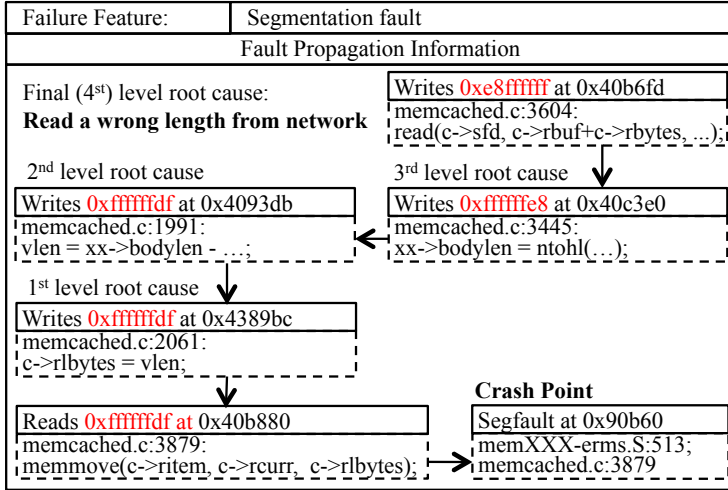 Failure Feature: Segmentation fault
Fault Propagation Information
Final (4st) level root cause:
Read a wrong length from network
Writes 0xe8ffffff at 0x40b6fd
memcached.c:3604:
read(c->sfd, c->rbuf+c->rbytes, ...);
3rd level root cause
Writes 0xffffffe8 at 0x40c3e0
memcached.c:3445:
xx->bodylen = ntohl(…);
2nd level root cause
Writes 0xffffffdf at 0x4093db
memcached.c:1991:
vlen = xx->bodylen - …;
1st level root cause
Writes 0xffffffdf at 0x4389bc
memcached.c:2061:
c->rlbytes = vlen;
Reads 0xffffffdf at 0x40b880
memcached.c:3879:
memmove(c->ritem, c->rcurr, c->rlbytes);
Crash Point
Segfault at 0x90b60
memXXX-erms.S:513;
memcached.c:3879